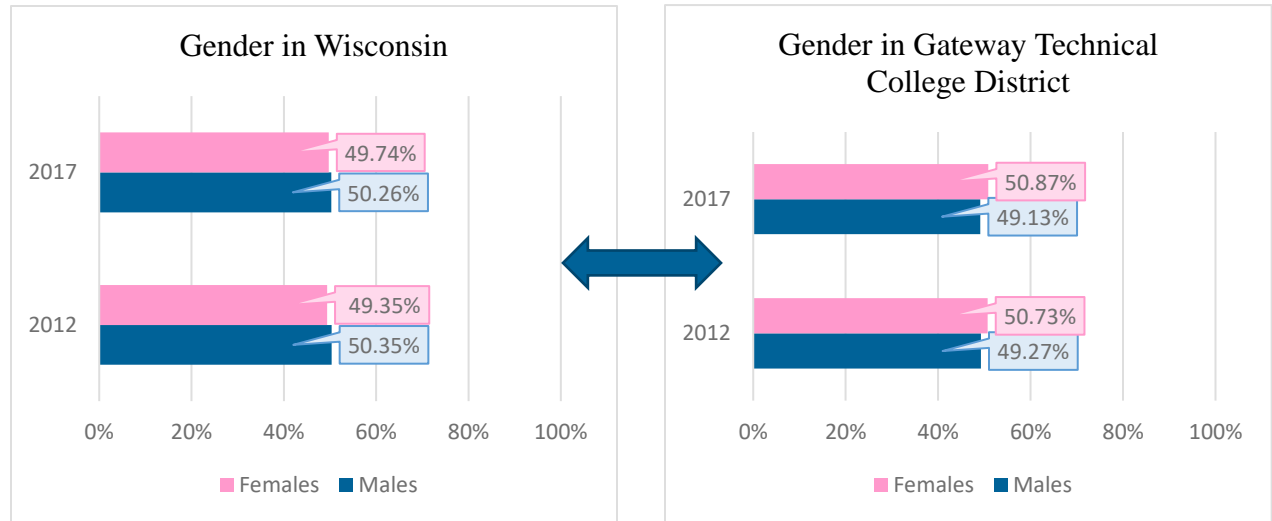 Gender in Wisconsin
2017
49.74%
50.26%
2012
49.35%
50.35%
0% 20% 40% 60% 80% 100%
Females Males
Gender in Gateway Technical
College District
2017
50.87%
49.13%
2012
50.73%
49.27%
0% 20% 40% 60% 80% 100%
Females Males